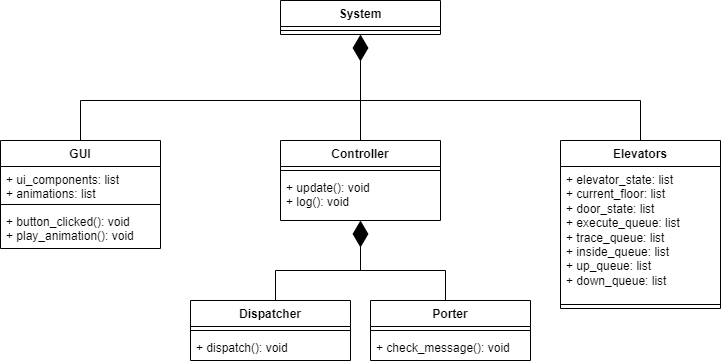 System
GUI
+ ui_components: list
+ animations: list
+ button_clicked(): void
+ play_animation(): void
Controller
+ update(): void
+ log(): void
Elevators
+ elevator_state: list
+ current_floor: list
+ door_state: list
+ execute_queue: list
+ trace_queue: list
+ inside_queue: list
+ up_queue: list
+ down_queue: list
Dispatcher
+ dispatch(): void
Porter
+ check_message(): void